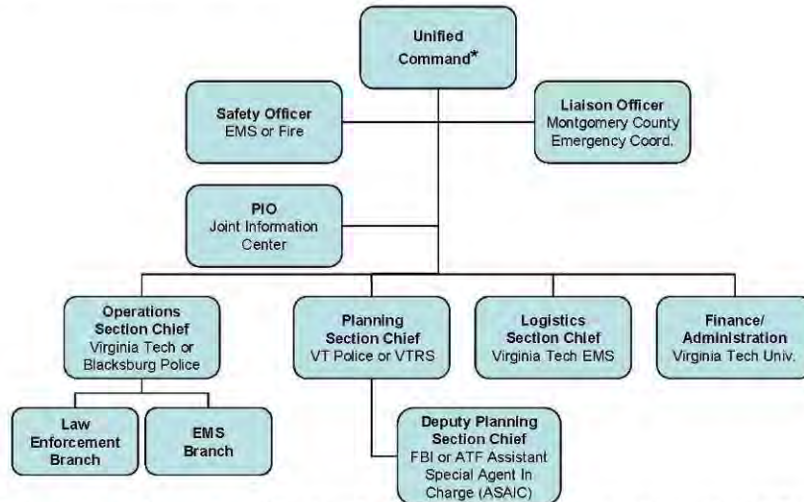 Unified
Command*
Safety Officer
EMS or Fire
Liaison Officer
Montgomery County
Emergency Coord.
PIO
Joint Information
Center
Operations
Section Chief
Virginia Tech or
Blacksburg Police
Planning
Section Chief
VT Police or VTRS
Logistics
Section Chief
Virginia Tech EMS
Finance/
Administration
Virginia Tech Univ.
Law
Enforcement
Branch
EMS
Branch
Deputy Planning
Section Chief
FBI or ATF Assistant
Special Agent In
Charge (ASAIC)